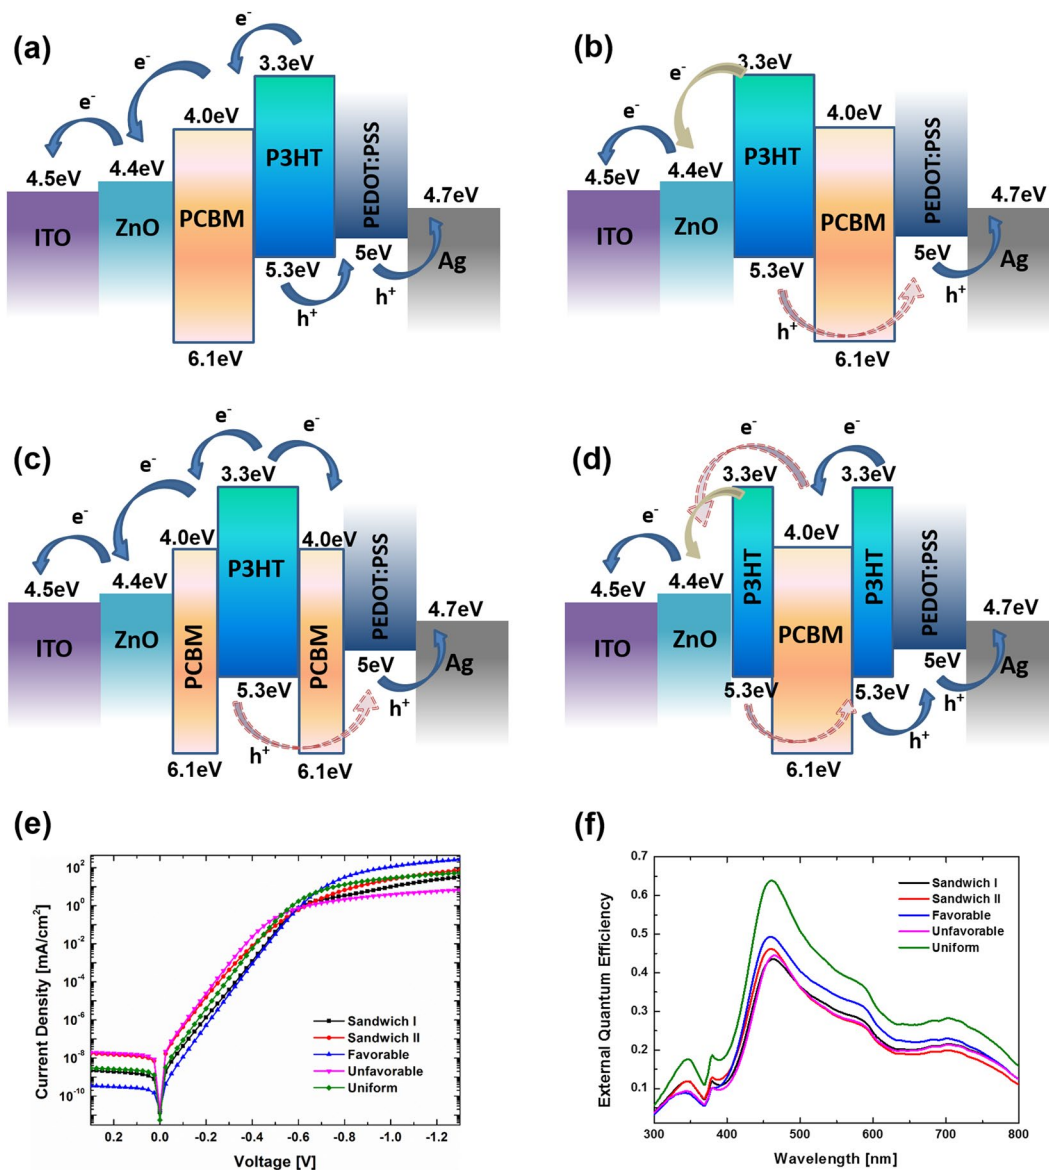 (a)
e⁻
e⁻
3.3eV
e⁻
4.0eV
4.5eV
4.4eV
P3HT
PEDOT:PSS
4.7eV
ITO
ZnO
PCBM
5.3eV
5eV
Ag
h⁺
h⁺
6.1eV
(b)
e⁻
3.3eV
e⁻
4.0eV
4.5eV
4.4eV
P3HT
PEDOT:PSS
4.7eV
ITO
ZnO
PCBM
5.3eV
5eV
Ag
h⁺
h⁺
6.1eV
(c)
e⁻
e⁻
e⁻
3.3eV
e⁻
4.0eV
4.0eV
4.5eV
4.4eV
P3HT
PEDOT:PSS
4.7eV
ITO
ZnO
PCBM
PCBM
5.3eV
5eV
Ag
h⁺
h⁺
6.1eV
6.1eV
(d)
e⁻
e⁻
3.3eV
3.3eV
e⁻
4.0eV
4.5eV
4.4eV
P3HT
P3HT
PEDOT:PSS
4.7eV
ITO
ZnO
PCBM
5.3eV
5.3eV
5eV
Ag
h⁺
h⁺
h⁺
6.1eV
(e)
Current Density [mA/cm²]
10²
10⁰
10⁻²
10⁻⁴
10⁻⁶
10⁻⁸
10⁻¹⁰
Sandwich I
Sandwich II
Favorable
Unfavorable
Uniform
0.2 0.0 -0.2 -0.4 -0.6 -0.8 -1.0 -1.2
Voltage [V]
(f)
External Quantum Efficiency
0.7
0.6
0.5
0.4
0.3
0.2
0.1
Sandwich I
Sandwich II
Favorable
Unfavorable
Uniform
300 400 500 600 700 800
Wavelength [nm]